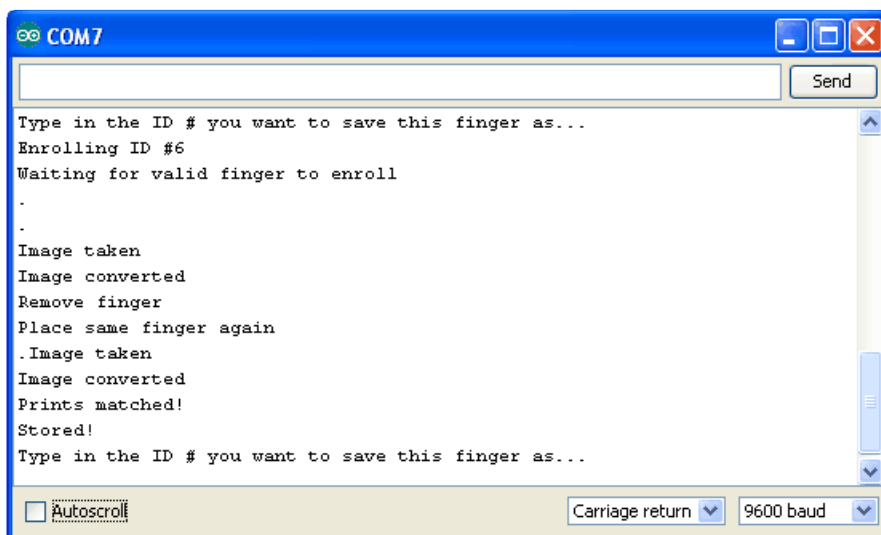 COM7
Send
Type in the ID # you want to save this finger as...
Enrolling ID #6
Waiting for valid finger to enroll
.
.
Image taken
Image converted
Remove finger
Place same finger again
.Image taken
Image converted
Prints matched!
Stored!
Type in the ID # you want to save this finger as...
Autoscroll
Carriage return
9600 baud